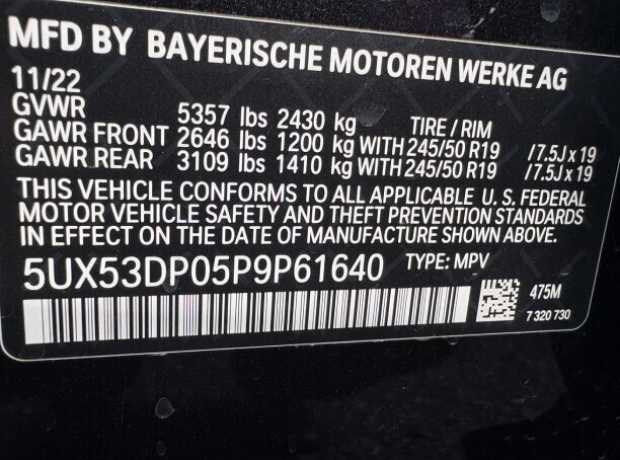 MFD BY BAYERISCHE MOTOREN WERKE AG
11/22
GVWR 5357 lbs 2430 kg TIRE / RIM
GAWR FRONT 2646 lbs 1200 kg WITH 245/50 R19 /7.5J x 19
GAWR REAR 3109 lbs 1410 kg WITH 245/50 R19 /7.5J x 19
THIS VEHICLE CONFORMS TO ALL APPLICABLE U. S. FEDERAL
MOTOR VEHICLE SAFETY AND THEFT PREVENTION STANDARDS
IN EFFECT ON THE DATE OF MANUFACTURE SHOWN ABOVE.
5UX53DP05P9P61640 TYPE: MPV
475M
7 320 730